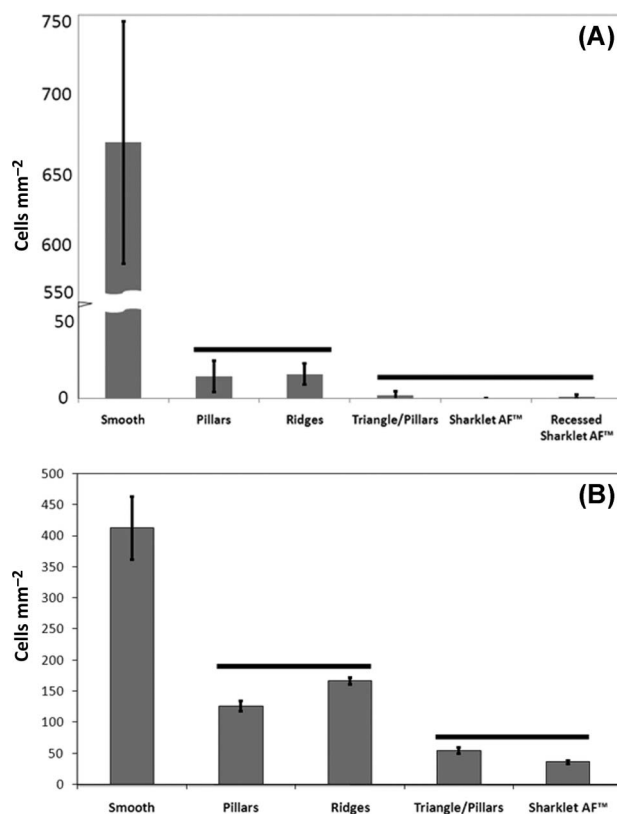 (A)
Cells mm⁻²
750
700
650
600
550
50
0
Smooth Pillars Ridges Triangle/Pillars Sharklet AF™ Recessed
Sharklet AF™
(B)
Cells mm⁻²
500
450
400
350
300
250
200
150
100
50
0
Smooth Pillars Ridges Triangle/Pillars Sharklet AF™